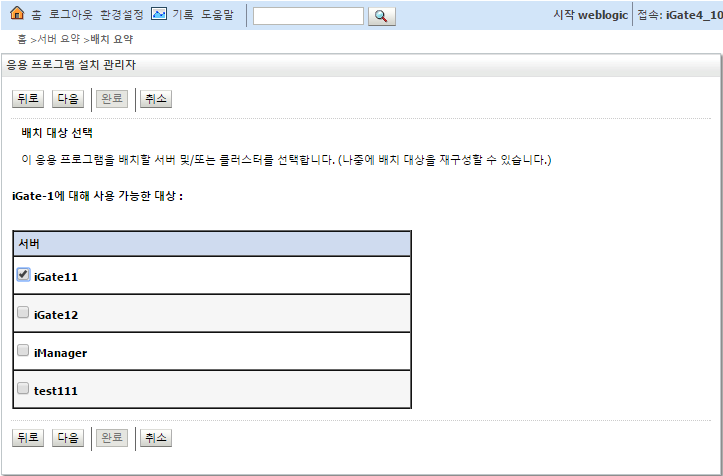 홈 로그아웃 환경설정 기록 도움말 시작 weblogic 접속: iGate4_10
홈 >서버 요약 >배치 요약
응용 프로그램 설치 관리자
뒤로 다음 완료 취소
배치 대상 선택
이 응용 프로그램을 배치할 서버 및/또는 클러스터를 선택합니다. (나중에 배치 대상을 재구성할 수 있습니다.)
iGate-1에 대해 사용 가능한 대상 :
서버
iGate11
iGate12
iManager
test111
뒤로 다음 완료 취소